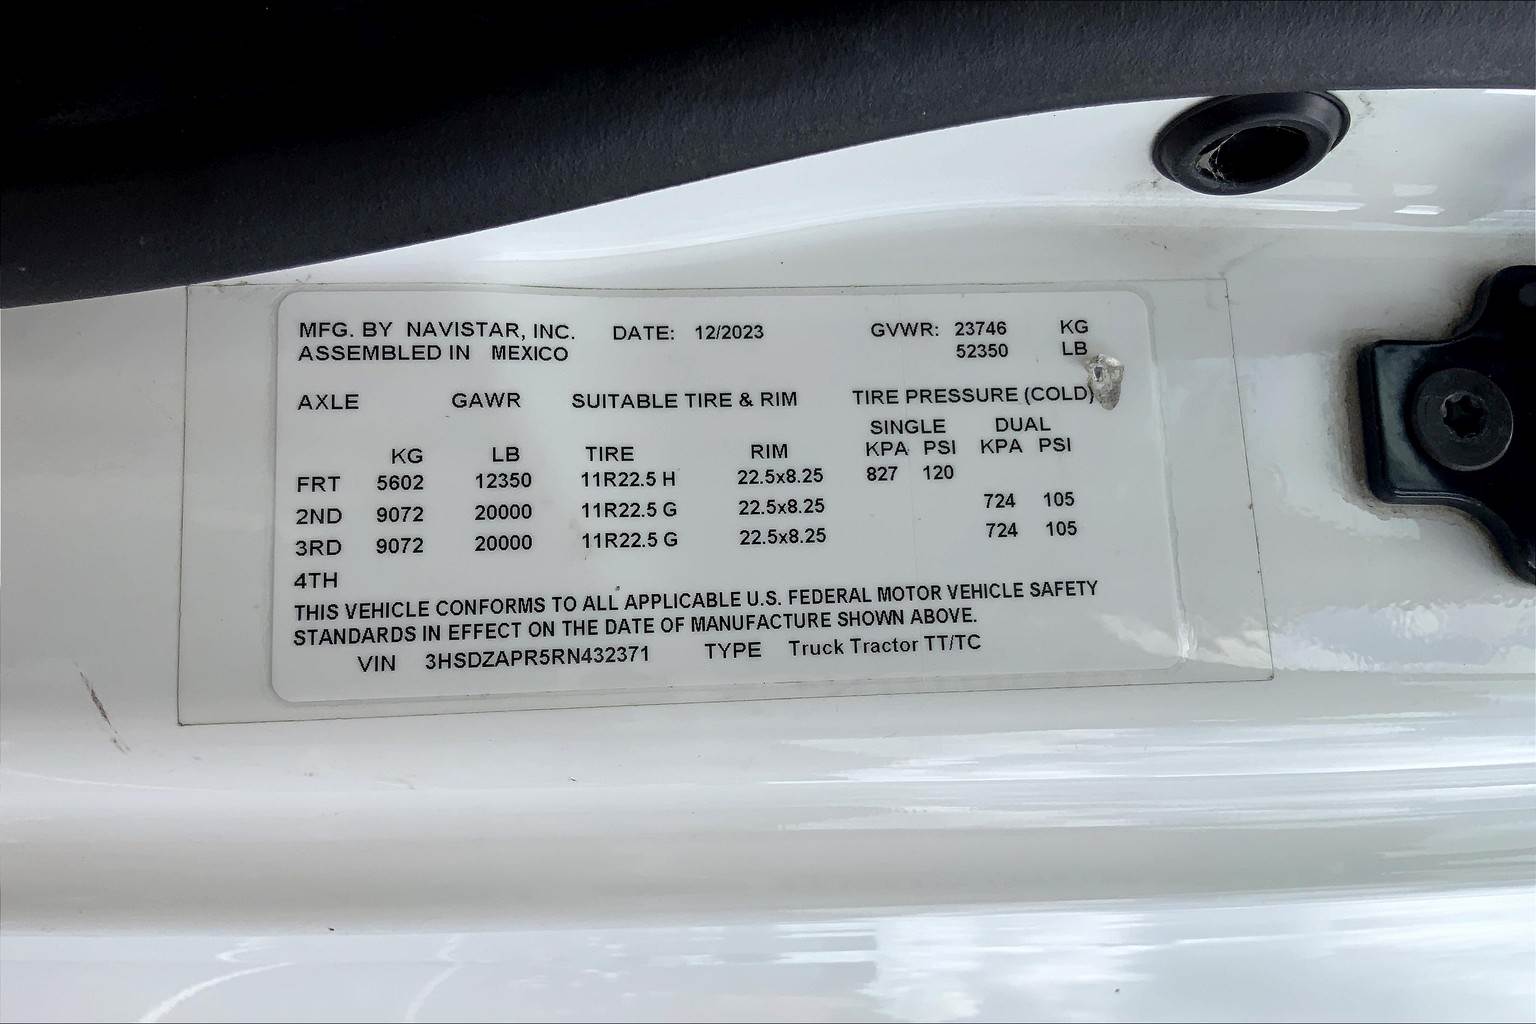 MFG. BY NAVISTAR, INC. DATE: 12/2023 GVWR: 23746 KG
ASSEMBLED IN MEXICO 52350 LB
AXLE GAWR SUITABLE TIRE & RIM TIRE PRESSURE (COLD)
SINGLE DUAL
KG LB TIRE RIM KPA PSI KPA PSI
FRT 5602 12350 11R22.5 H 22.5x8.25 827 120
2ND 9072 20000 11R22.5 G 22.5x8.25 724 105
3RD 9072 20000 11R22.5 G 22.5x8.25 724 105
4TH
THIS VEHICLE CONFORMS TO ALL APPLICABLE U.S. FEDERAL MOTOR VEHICLE SAFETY
STANDARDS IN EFFECT ON THE DATE OF MANUFACTURE SHOWN ABOVE.
VIN 3HSDZAPR5RN432371 TYPE Truck Tractor TT/TC